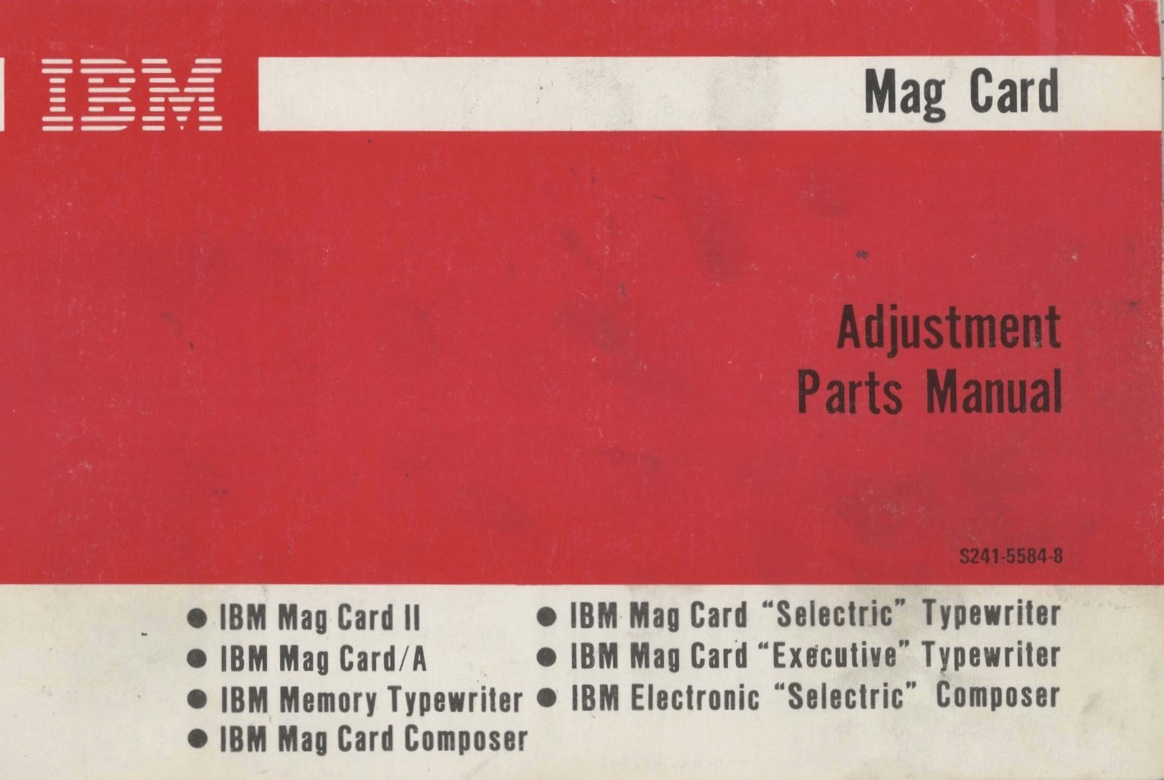 IBM
Mag Card
Adjustment
Parts Manual
S241-5584-8
● IBM Mag Card II
● IBM Mag Card/A
● IBM Memory Typewriter
● IBM Mag Card Composer
● IBM Mag Card “Selectric” Typewriter
● IBM Mag Card “Executive” Typewriter
● IBM Electronic “Selectric” Composer